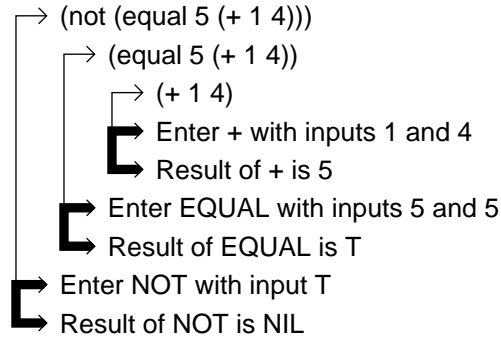 (not (equal 5 (+ 1 4)))
(equal 5 (+ 1 4))
(+ 1 4)
Enter + with inputs 1 and 4
Result of + is 5
Enter EQUAL with inputs 5 and 5
Result of EQUAL is T
Enter NOT with input T
Result of NOT is NIL